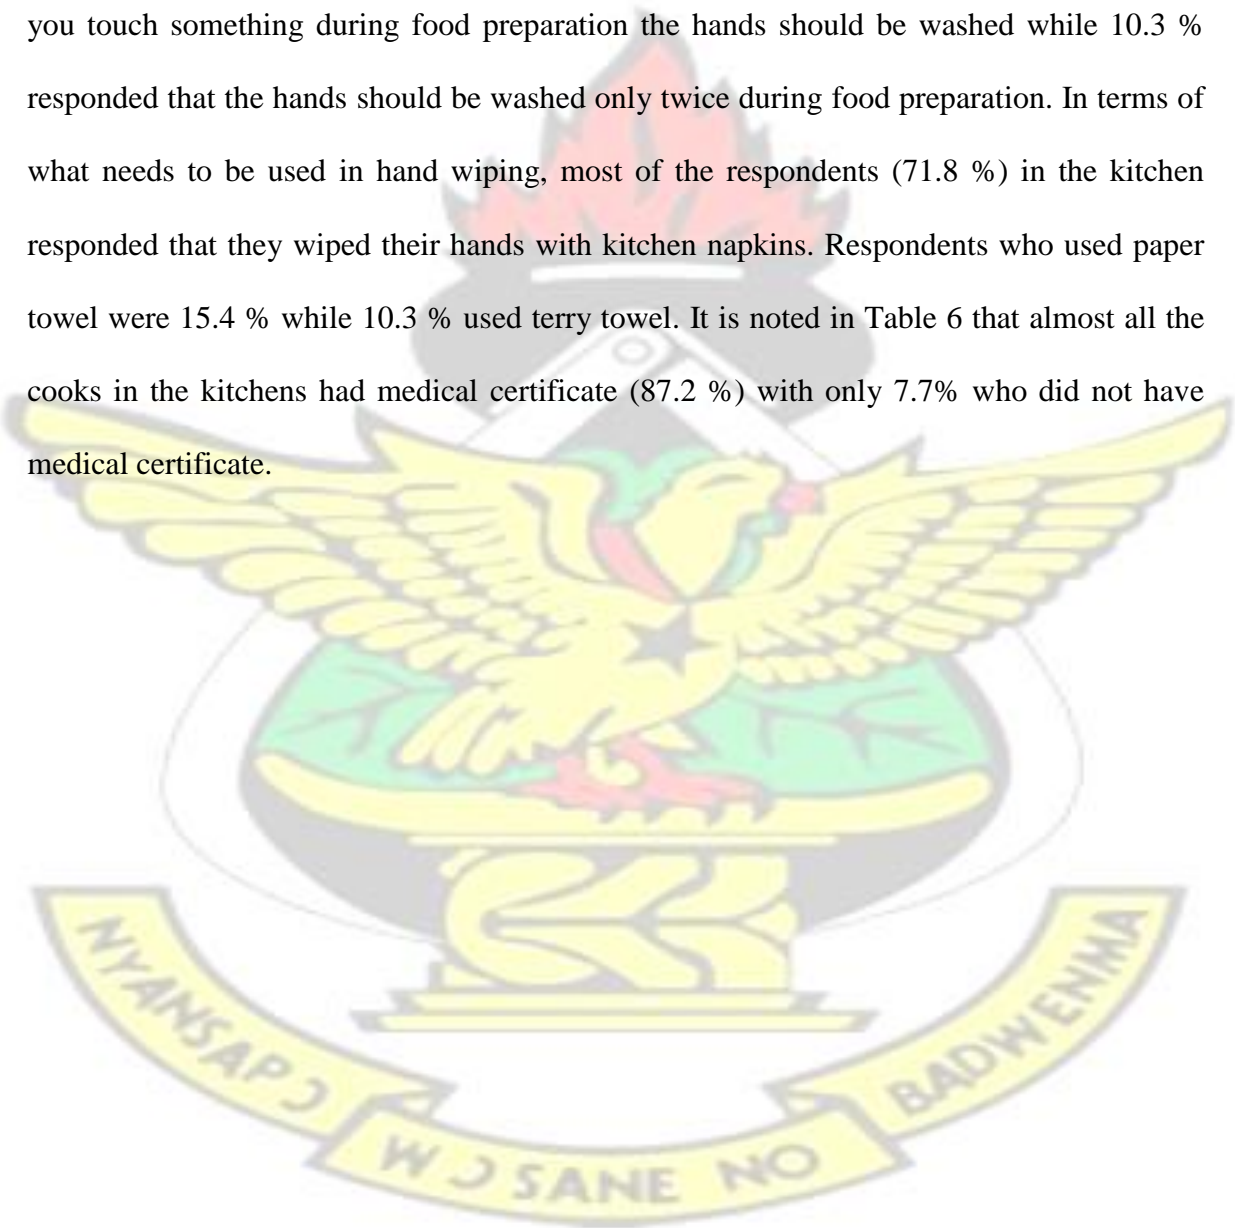 you touch something during food preparation the hands should be washed while 10.3 %
responded that the hands should be washed only twice during food preparation. In terms of
what needs to be used in hand wiping, most of the respondents (71.8 %) in the kitchen
responded that they wiped their hands with kitchen napkins. Respondents who used paper
towel were 15.4 % while 10.3 % used terry towel. It is noted in Table 6 that almost all the
cooks in the kitchens had medical certificate (87.2 %) with only 7.7% who did not have
medical certificate.
NYANSAPƆ
WƆSANE NO
BADWENMA